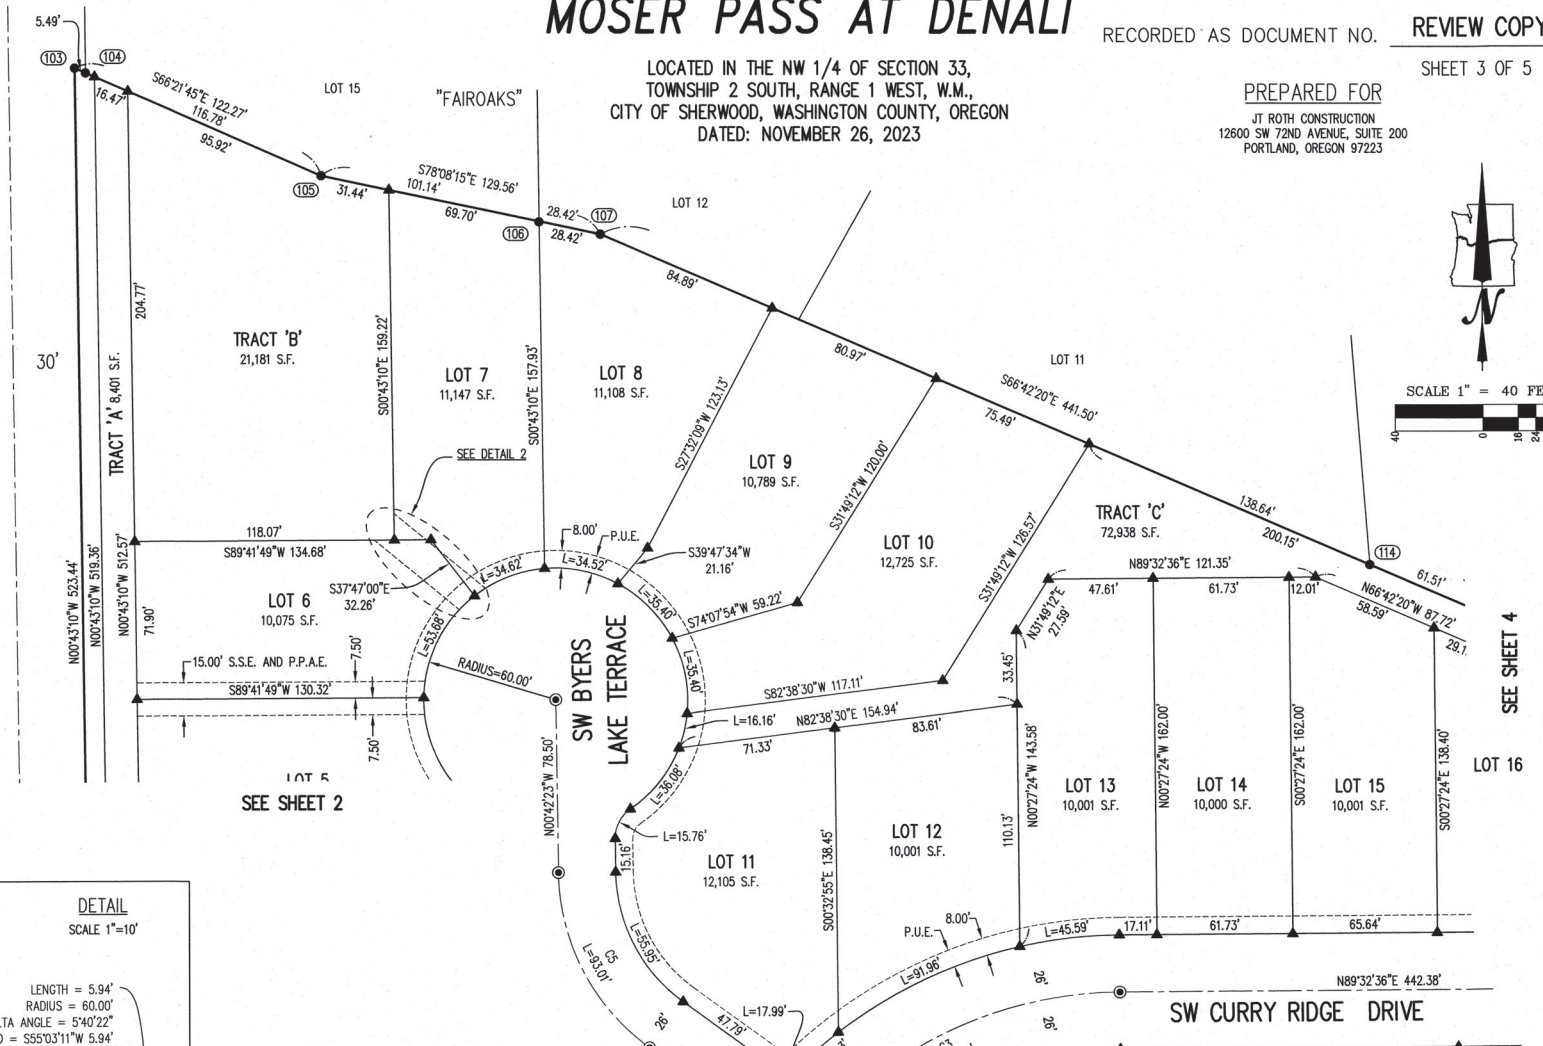 MOSER PASS AT DENALI
RECORDED AS DOCUMENT NO. REVIEW COPY
SHEET 3 OF 5
LOCATED IN THE NW 1/4 OF SECTION 33,
TOWNSHIP 2 SOUTH, RANGE 1 WEST, W.M.,
CITY OF SHERWOOD, WASHINGTON COUNTY, OREGON
DATED: NOVEMBER 26, 2023
PREPARED FOR
JT ROTH CONSTRUCTION
12600 SW 72ND AVENUE, SUITE 200
PORTLAND, OREGON 97223
N
SCALE 1" = 40 FE
40
0
16
24
5.49'
103
104
16.47'
S66°21'45"E 122.27'
116.78'
95.92'
LOT 15
"FAIROAKS"
105
31.44'
S78°08'15"E 129.56'
101.14'
69.70'
106
28.42'
28.42'
107
LOT 12
84.89'
80.97'
LOT 11
S66°42'20"E 441.50'
75.49'
138.64'
200.15'
114
61.51'
30'
204.77'
TRACT 'A' 8,401 S.F.
TRACT 'B'
21,181 S.F.
S00°43'10"E 159.22'
LOT 7
11,147 S.F.
S00°43'10"E 157.93'
LOT 8
11,108 S.F.
S27°32'09"W 123.13'
LOT 9
10,789 S.F.
S31°49'12"W 120.00'
LOT 10
12,725 S.F.
S31°49'12"W 126.57'
TRACT 'C'
72,938 S.F.
SEE DETAIL 2
N00°43'10"W 523.44'
N00°43'10"W 519.36'
N00°43'10"W 512.57'
71.90'
118.07'
S89°41'49"W 134.68'
S37°47'00"E
32.26'
LOT 6
10,075 S.F.
L=53.68'
L=34.62'
8.00'
P.U.E.
L=34.52'
S39°47'34"W
21.16'
L=35.40'
S74°07'54"W 59.22'
L=35.40'
N89°32'36"E 121.35'
47.61'
12.01'
N31°49'12"E
27.59'
33.45'
N66°42'20"W 87.72'
58.59'
29.1
SEE SHEET 4
15.00' S.S.E. AND P.P.A.E.
7.50'
S89°41'49"W 130.32'
7.50'
RADIUS=60.00'
SW BYERS
LAKE TERRACE
S82°38'30"W 117.11'
L=16.16'
N82°38'30"E 154.94'
71.33'
83.61'
N00°42'23"W 78.50'
L=36.08'
L=15.76'
15.16'
LOT 5
SEE SHEET 2
LOT 11
12,105 S.F.
S00°32'55"E 138.45'
LOT 12
10,001 S.F.
N00°27'24"W 143.58'
110.13'
LOT 13
10,001 S.F.
N00°27'24"W 162.00'
LOT 14
10,000 S.F.
S00°27'24"E 162.00'
LOT 15
10,001 S.F.
S00°27'24"E 138.40'
LOT 16
L=55.95'
C5
L=93.01'
26'
47.79'
L=17.99'
P.U.E.
8.00'
L=91.96'
L=45.59'
17.11'
61.73'
61.73'
65.64'
26'
26'
N89°32'36"E 442.38'
SW CURRY RIDGE DRIVE
DETAIL
SCALE 1"=10'
LENGTH = 5.94'
RADIUS = 60.00'
LTA ANGLE = 5°40'22"
D = S55°03'11"W 5.94'